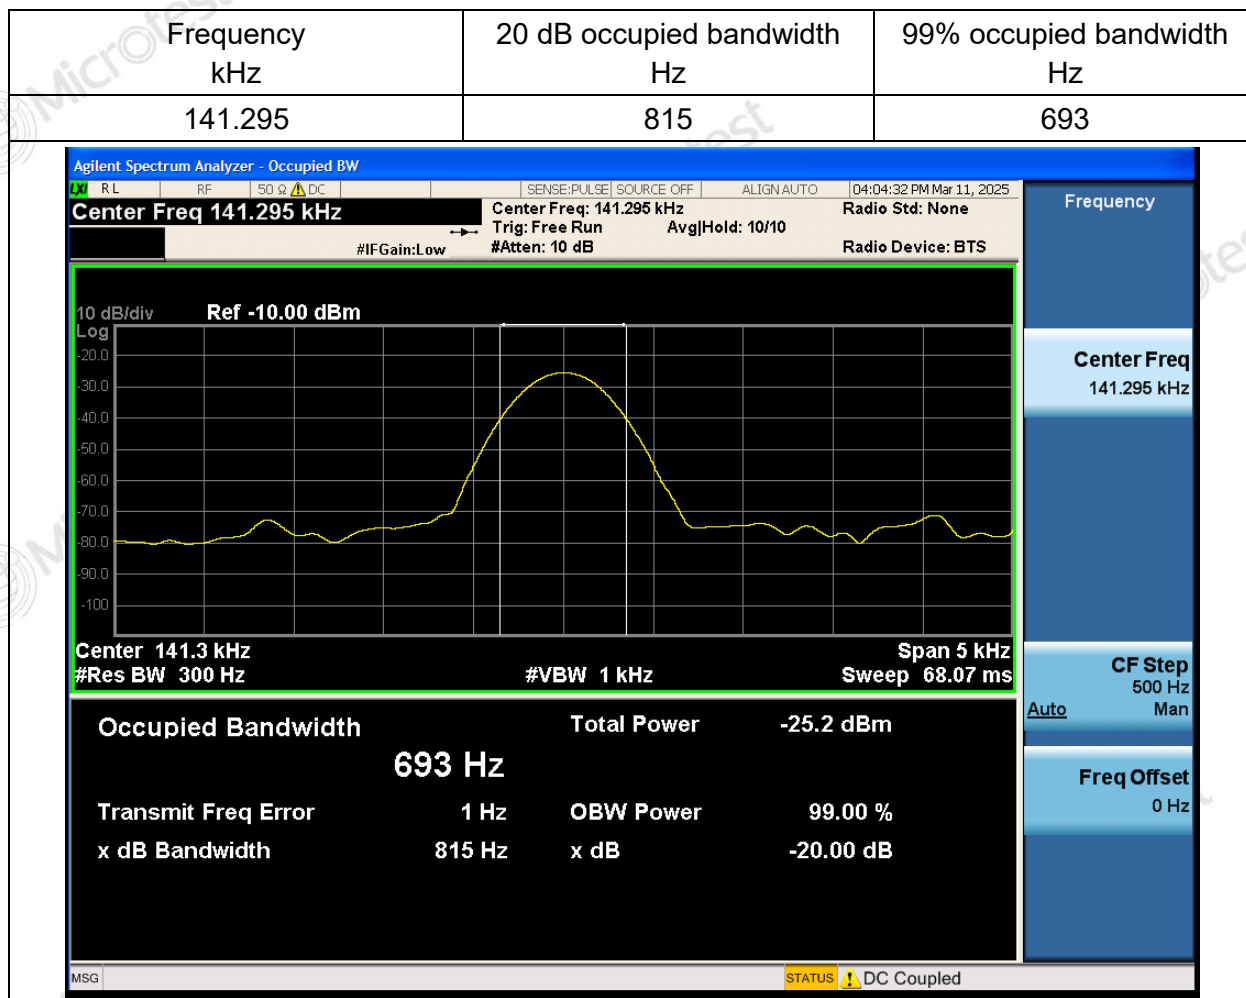 Frequency
kHz
20 dB occupied bandwidth
Hz
99% occupied bandwidth
Hz
141.295
815
693
Microtest
Agilent Spectrum Analyzer - Occupied BW
LXI RL RF 50 Ω DC SENSE:PULSE SOURCE OFF ALIGN AUTO 04:04:32 PM Mar 11, 2025
Center Freq 141.295 kHz
Center Freq: 141.295 kHz
Radio Std: None
Trig: Free Run Avg|Hold: 10/10
#IFGain:Low
#Atten: 10 dB
Radio Device: BTS
10 dB/div Ref -10.00 dBm
Log
-20.0
-30.0
-40.0
-50.0
-60.0
-70.0
-80.0
-90.0
-100
Center 141.3 kHz
Span 5 kHz
#Res BW 300 Hz
#VBW 1 kHz
Sweep 68.07 ms
Occupied Bandwidth
Total Power -25.2 dBm
693 Hz
Transmit Freq Error 1 Hz
OBW Power 99.00 %
x dB Bandwidth 815 Hz
x dB -20.00 dB
Frequency
Center Freq
141.295 kHz
CF Step
500 Hz
Auto Man
Freq Offset
0 Hz
MSG
STATUS
DC Coupled